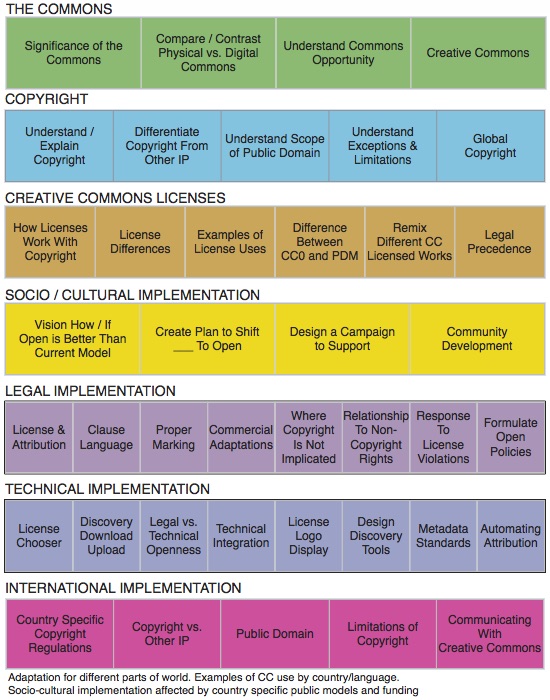 THE COMMONS
Significance of the
Commons
Compare / Contrast
Physical vs. Digital
Commons
Understand Commons
Opportunity
Creative Commons
COPYRIGHT
Understand /
Explain
Copyright
Differentiate
Copyright From
Other IP
Understand Scope
of Public Domain
Understand
Exceptions &
Limitations
Global
Copyright
CREATIVE COMMONS LICENSES
How Licenses
Work With
Copyright
License
Differences
Examples of
License Uses
Difference
Between
CC0 and PDM
Remix
Different CC
Licensed Works
Legal
Precedence
SOCIO / CULTURAL IMPLEMENTATION
Vision How / If
Open is Better Than
Current Model
Create Plan to Shift
___ To Open
Design a Campaign
to Support
Community
Development
LEGAL IMPLEMENTATION
License &
Attribution
Clause
Language
Proper
Marking
Commercial
Adaptations
Where
Copyright
Is Not
Implicated
Relationship
To Non-
Copyright
Rights
Response
To
License
Violations
Formulate
Open
Policies
TECHNICAL IMPLEMENTATION
License
Chooser
Discovery
Download
Upload
Legal vs.
Technical
Openness
Technical
Integration
License
Logo
Display
Design
Discovery
Tools
Metadata
Standards
Automating
Attribution
INTERNATIONAL IMPLEMENTATION
Country Specific
Copyright
Regulations
Copyright vs.
Other IP
Public Domain
Limitations of
Copyright
Communicating
With
Creative Commons
Adaptation for different parts of world. Examples of CC use by country/language.
Socio-cultural implementation affected by country specific public models and funding